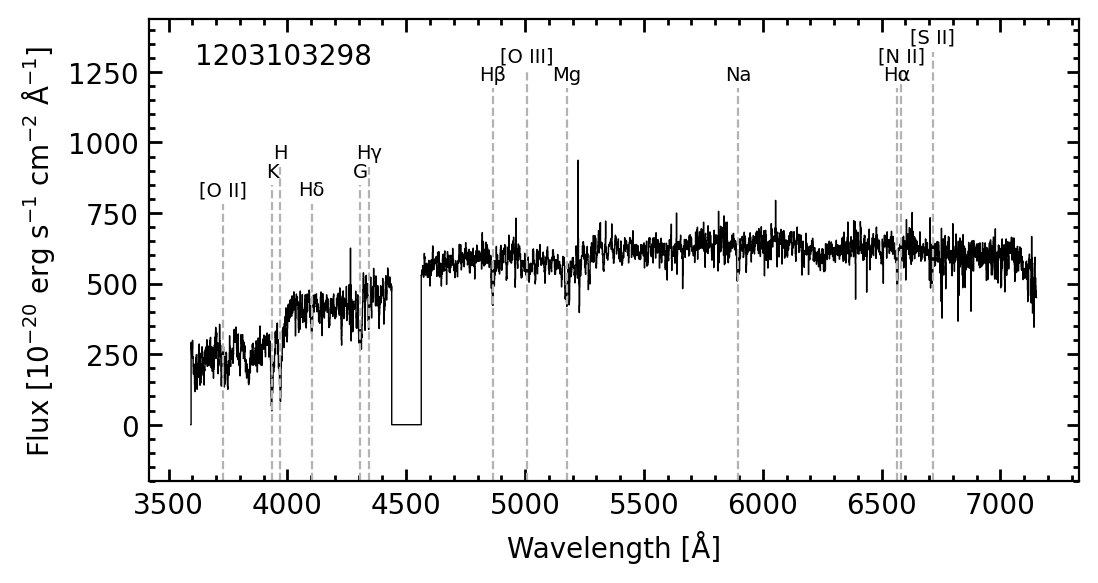 1203103298
[S II]
[O III] [N II]
Hβ Mg Na Hα
H Hγ
K G
[O II] Hδ
1250
1000
750
500
250
0
Flux [10⁻²⁰ erg s⁻¹ cm⁻² Å⁻¹]
3500 4000 4500 5000 5500 6000 6500 7000
Wavelength [Å]